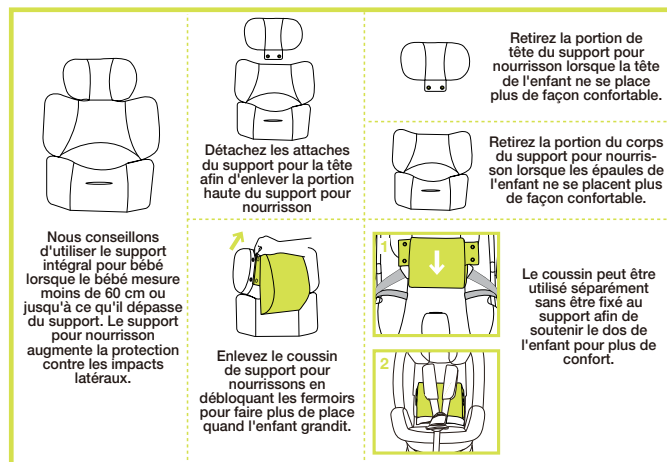 Nous conseillons
d'utiliser le support
intégral pour bébé
lorsque le bébé mesure
moins de 60 cm ou
jusqu'à ce qu'il dépasse
du support. Le support
pour nourrisson
augmente la protection
contre les impacts
latéraux.
Détachez les attaches
du support pour la tête
afin d'enlever la portion
haute du support pour
nourrisson
Retirez la portion de
tête du support pour
nourrisson lorsque la tête
de l'enfant ne se place
plus de façon confortable.
Retirez la portion du corps
du support pour nourris-
son lorsque les épaules de
l'enfant ne se placent plus
de façon confortable.
Enlevez le coussin
de support pour
nourrissons en
débloquant les fermoirs
pour faire plus de place
quand l'enfant grandit.
1
2
Le coussin peut être
utilisé séparément
sans être fixé au
support afin de
soutenir le dos de
l'enfant pour plus de
confort.